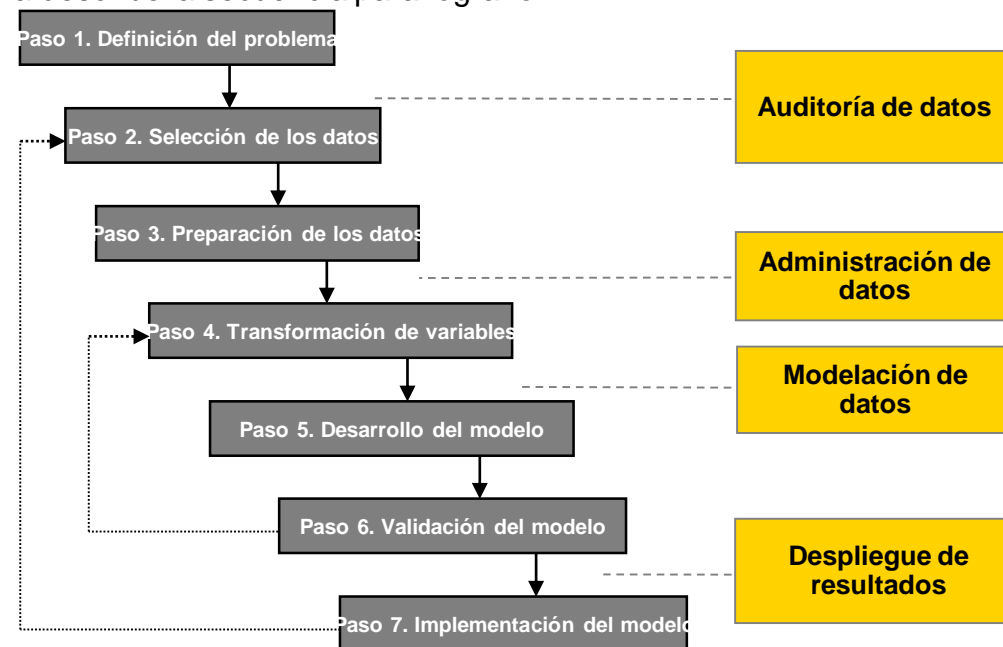 Paso 1. Definición del problema
Auditoría de datos
Paso 2. Selección de los datos
Paso 3. Preparación de los datos
Administración de
datos
Paso 4. Transformación de variables
Modelación de
datos
Paso 5. Desarrollo del modelo
Paso 6. Validación del modelo
Despliegue de
resultados
Paso 7. Implementación del modelo